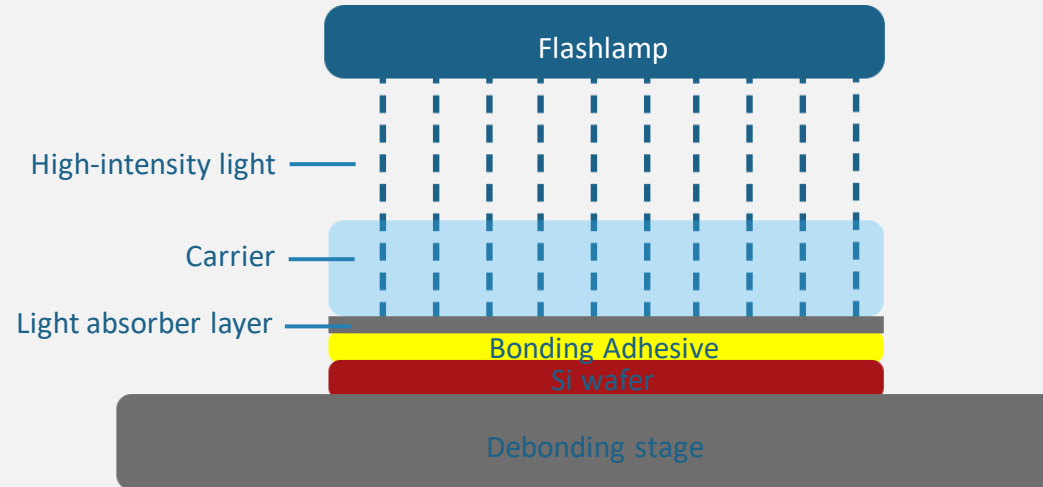 Flashlamp
High-intensity light
Carrier
Light absorber layer
Bonding Adhesive
Si wafer
Debonding stage